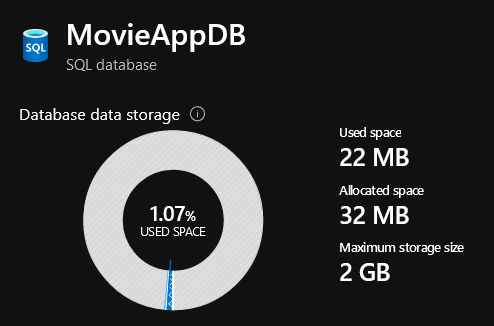 SQL
MovieAppDB
SQL database
Database data storage
1.07%
USED SPACE
Used space
22 MB
Allocated space
32 MB
Maximum storage size
2 GB